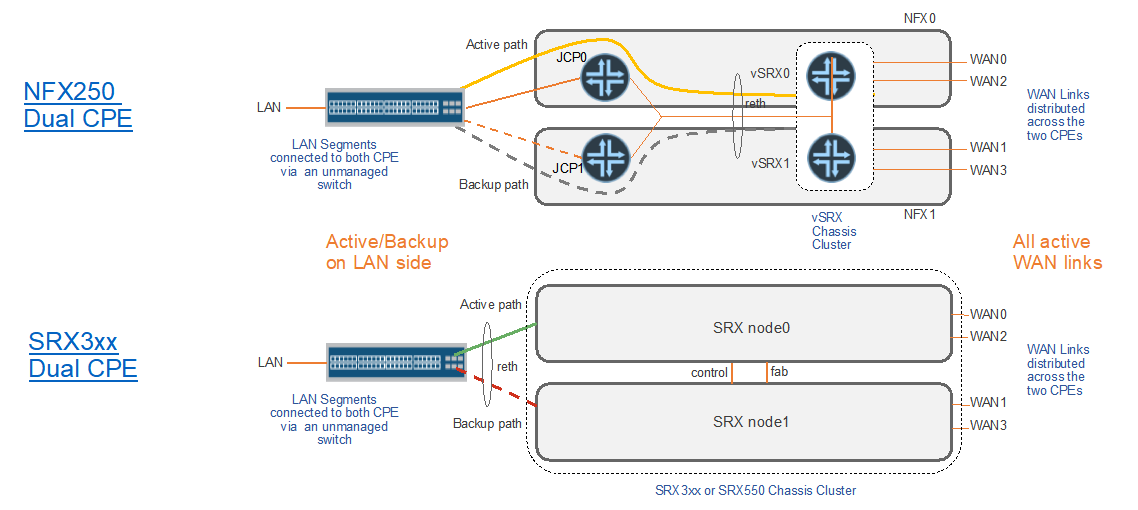 NFX0
Active path
JCP0
WAN0
vSRX0
NFX250
Dual CPE
WAN2
LAN
reth
WAN Links
distributed
across the
two CPEs
LAN Segments
connected to both CPE
via an unmanaged
switch
WAN1
vSRX1
JCP1
WAN3
Backup path
NFX1
vSRX
Chassis
Cluster
Active/Backup
on LAN side
All active
WAN links
Active path
WAN0
SRX node0
WAN2
SRX3xx
Dual CPE
LAN
reth
control
fab
WAN Links
distributed
across the
two CPEs
LAN Segments
connected to both CPE
via an unmanaged
switch
WAN1
Backup path
SRX node1
WAN3
SRX3xx or SRX550 Chassis Cluster